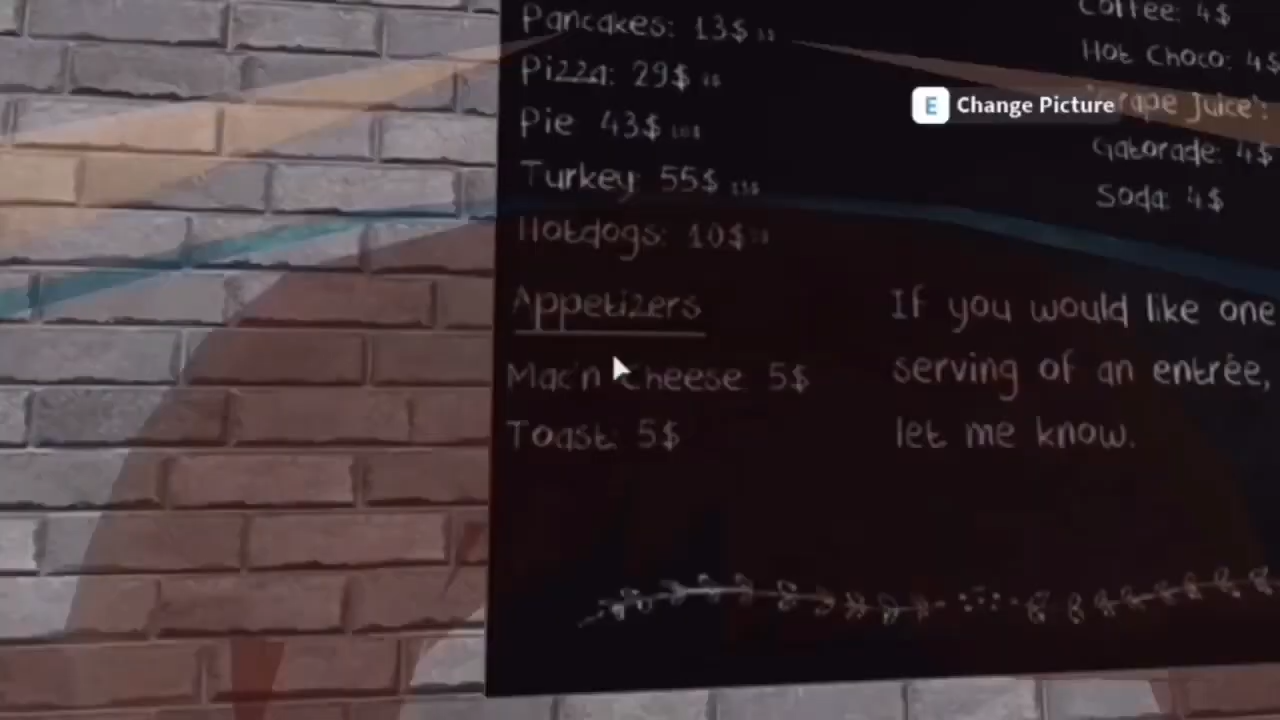 Pancakes: 13$
Pizza: 29$
Pie 43$
Turkey 55$
Hotdogs: 10$
Appetizers
Mac'n Cheese 5$
Toast: 5$
Coffee: 4$
Hot Choco: 4$
E Change Picture
'Grape Juice':
Gatorade: 4$
Soda: 4$
If you would like one
serving of an entrée,
let me know.